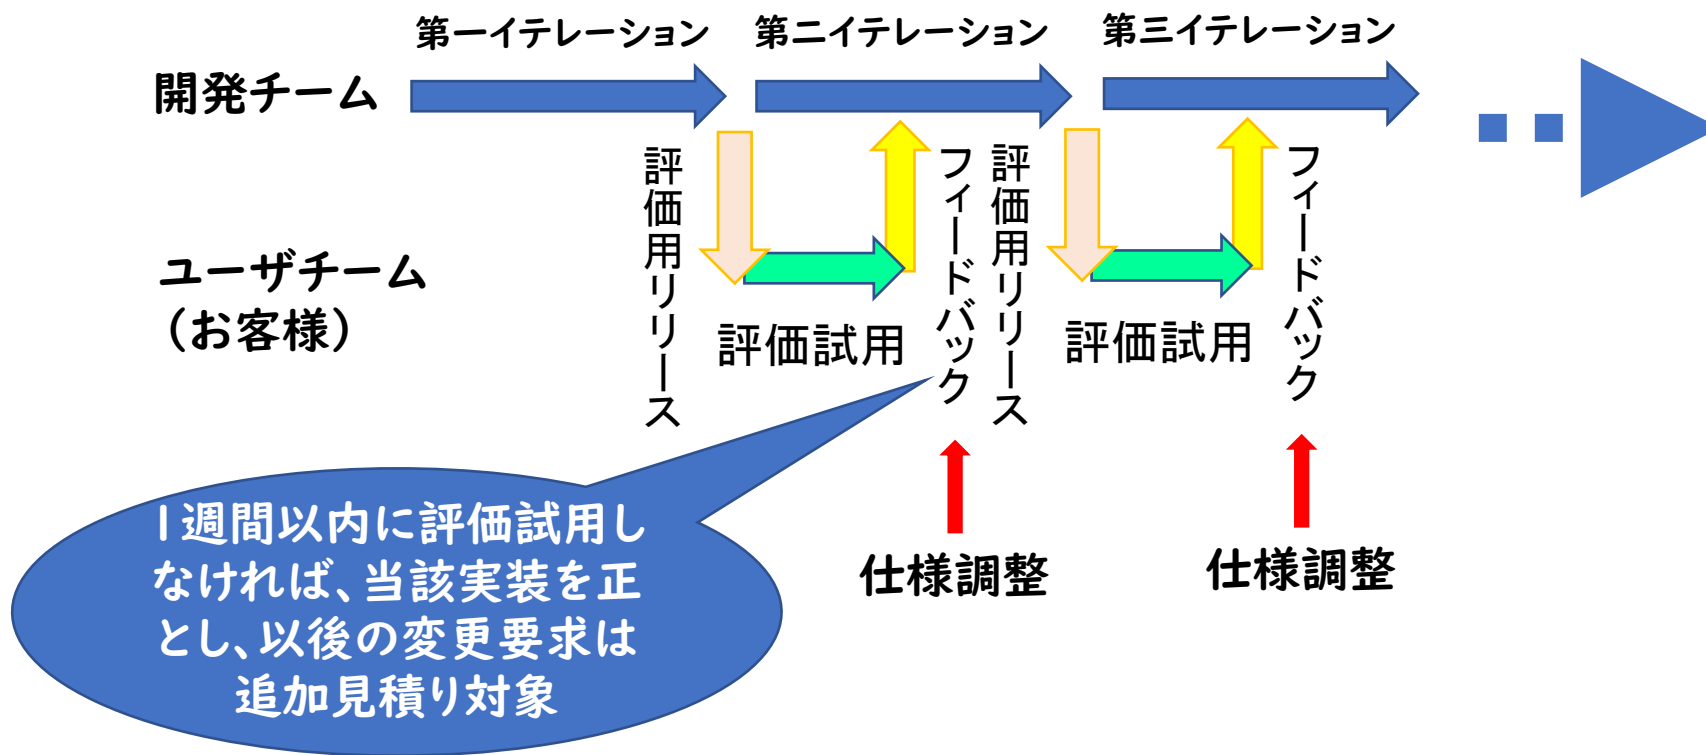 第一イテレーション
第二イテレーション
第三イテレーション
開発チーム
評価用リリース
フィードバック
評価用リリース
フィードバック
ユーザチーム
(お客様)
評価試用
評価試用
仕様調整
仕様調整
1週間以内に評価試用し
なければ、当該実装を正
とし、以後の変更要求は
追加見積り対象